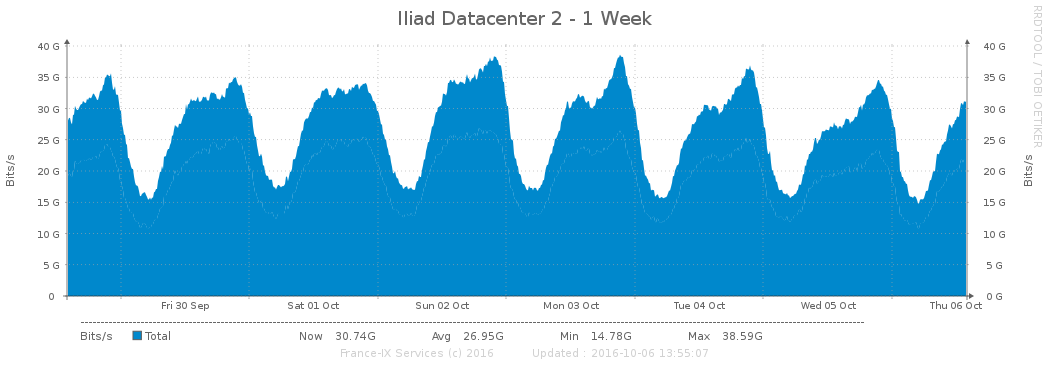 Iliad Datacenter 2 - 1 Week
RRDTOOL / TOBI OETIKER
Bits/s
40 G 40 G
35 G 35 G
30 G 30 G
25 G 25 G
20 G 20 G
15 G 15 G
10 G 10 G
5 G 5 G
0 0 G
Bits/s
Fri 30 Sep Sat 01 Oct Sun 02 Oct Mon 03 Oct Tue 04 Oct Wed 05 Oct Thu 06 Oct
Bits/s Total Now 30.74G Avg 26.95G Min 14.78G Max 38.59G
France-IX Services (c) 2016 Updated : 2016-10-06 13:55:07